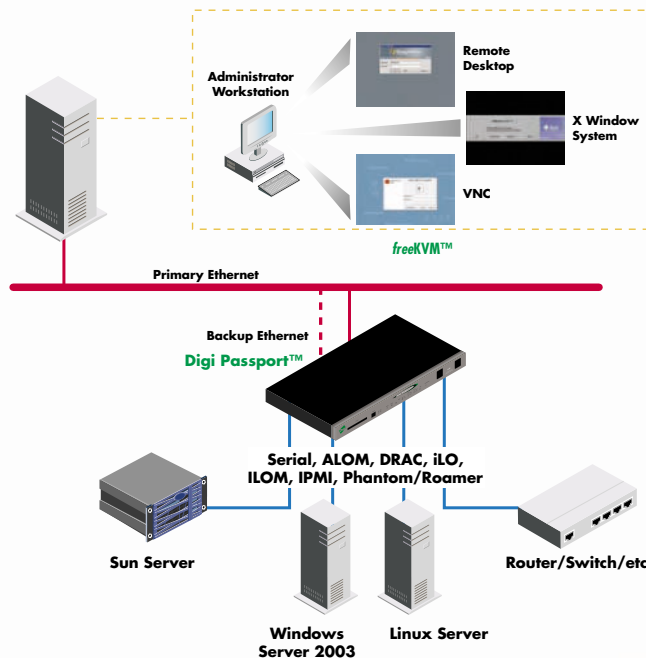 Administrator
Workstation
Remote
Desktop
X Window
System
VNC
freeKVM™
Primary Ethernet
Backup Ethernet
Digi Passport™
Serial, ALOM, DRAC, iLO,
ILOM, IPMI, Phantom/Roamer
Sun Server
Router/Switch/etc
Windows
Server 2003
Linux Server